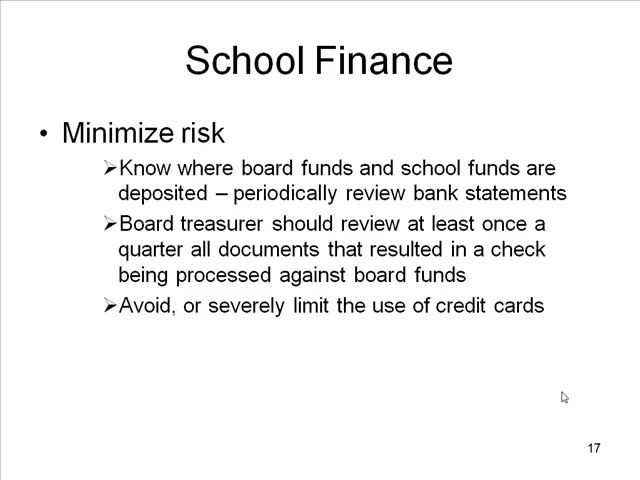 School Finance
• Minimize risk
➢Know where board funds and school funds are
deposited – periodically review bank statements
➢Board treasurer should review at least once a
quarter all documents that resulted in a check
being processed against board funds
➢Avoid, or severely limit the use of credit cards
17